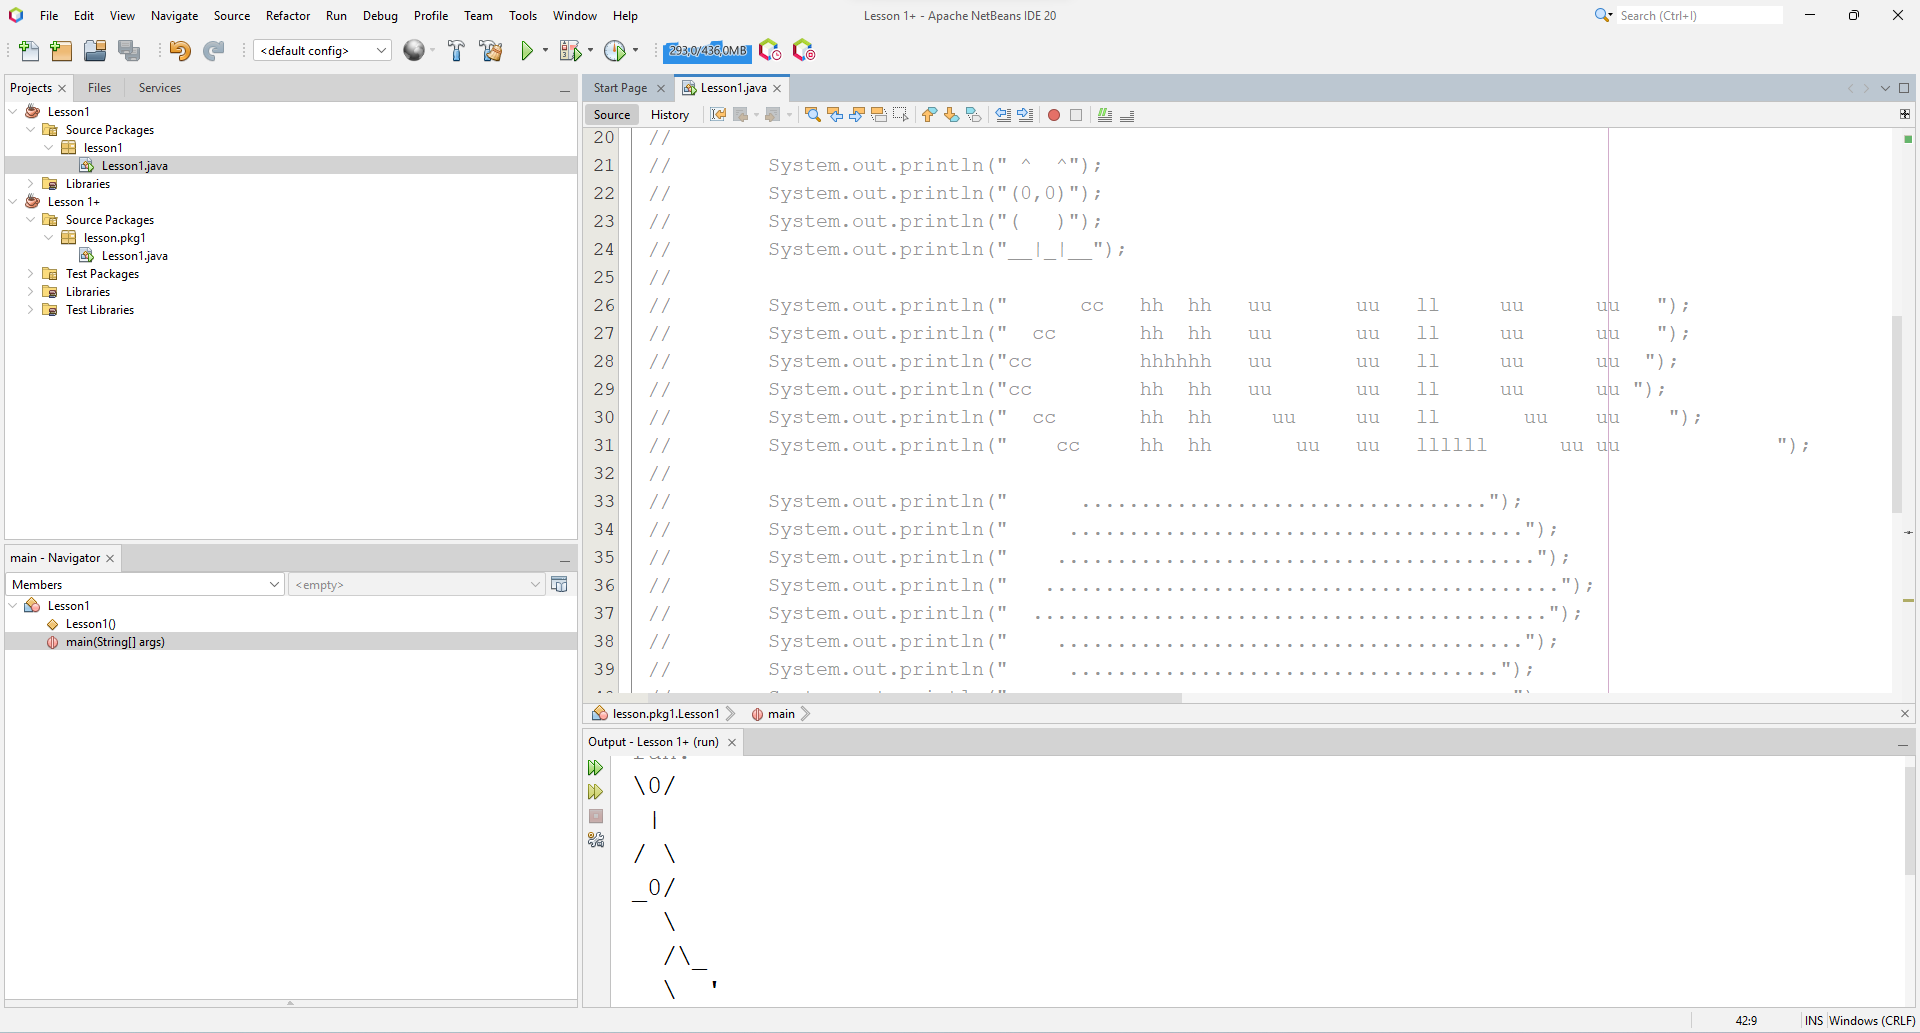 File Edit View Navigate Source Refactor Run Debug Profile Team Tools Window Help
Lesson 1+ - Apache NetBeans IDE 20
Search (Ctrl+I)
<default config>
293,0/436,0MB
Projects Files Services
Lesson1
Source Packages
lesson1
Lesson1.java
Libraries
Lesson 1+
Source Packages
lesson.pkg1
Lesson1.java
Test Packages
Libraries
Test Libraries
main - Navigator
Members <empty>
Lesson1
Lesson1()
main(String[] args)
Start Page Lesson1.java
Source History
20 //
21 //        System.out.println(" ^  ^");
22 //        System.out.println("(0,0)");
23 //        System.out.println("(   )");
24 //        System.out.println("__|_|__");
25 //
26 //        System.out.println("      cc   hh  hh   uu       uu   ll     uu      uu   ");
27 //        System.out.println("  cc       hh  hh   uu       uu   ll     uu      uu   ");
28 //        System.out.println("cc         hhhhhh   uu       uu   ll     uu      uu  ");
29 //        System.out.println("cc         hh  hh   uu       uu   ll     uu      uu ");
30 //        System.out.println("  cc       hh  hh     uu     uu   ll       uu    uu    ");
31 //        System.out.println("    cc     hh  hh       uu   uu   llllll      uu uu             ");
32 //
33 //        System.out.println("      ..................................");
34 //        System.out.println("     ......................................");
35 //        System.out.println("    ........................................");
36 //        System.out.println("   ...........................................");
37 //        System.out.println("  ...........................................");
38 //        System.out.println("    .......................................");
39 //        System.out.println("     ....................................");
lesson.pkg1.Lesson1 main
Output - Lesson 1+ (run)
run:
\0/
 |
/ \
_0/
  \
  /\_
  \  '
42:9 INS Windows (CRLF)